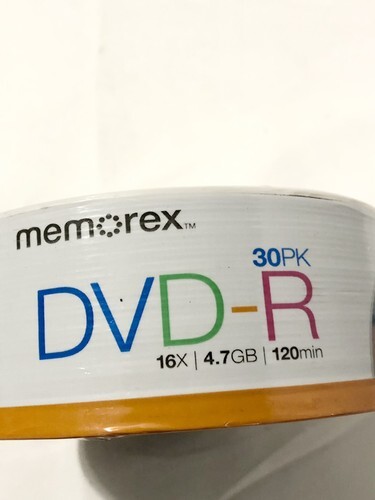 memorex™
30PK
DVD-R
16X | 4.7GB | 120min